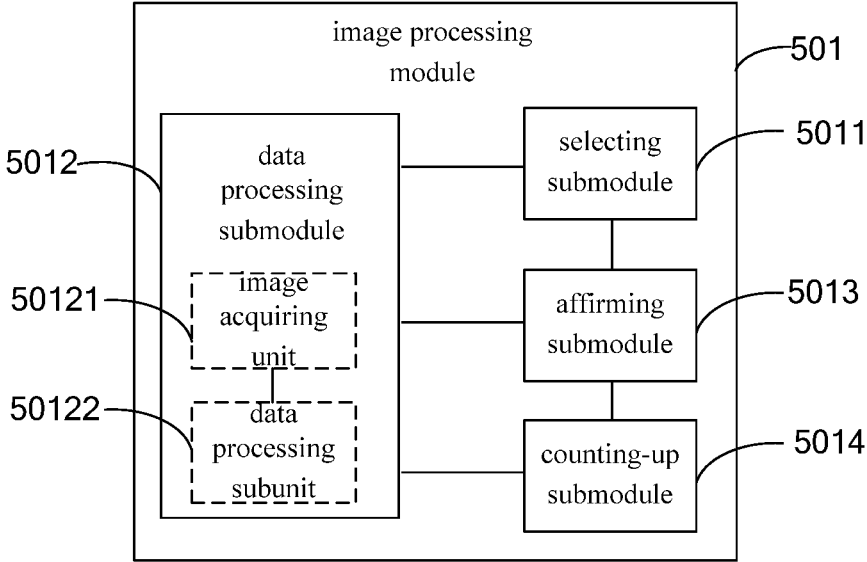 image processing
module
501
5012
data
processing
submodule
50121
image
acquiring
unit
50122
data
processing
subunit
selecting
submodule
5011
affirming
submodule
5013
counting-up
submodule
5014